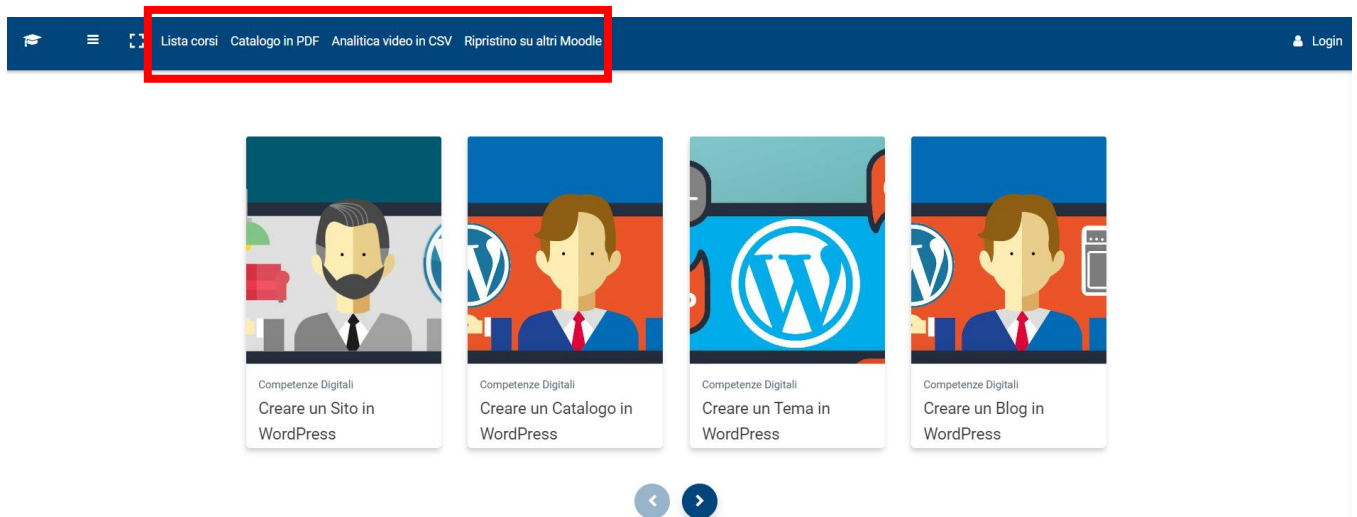 Lista corsi Catalogo in PDF Analitica video in CSV Ripristino su altri Moodle Login
Competenze Digitali
Creare un Sito in
WordPress
Competenze Digitali
Creare un Catalogo in
WordPress
Competenze Digitali
Creare un Tema in
WordPress
Competenze Digitali
Creare un Blog in
WordPress